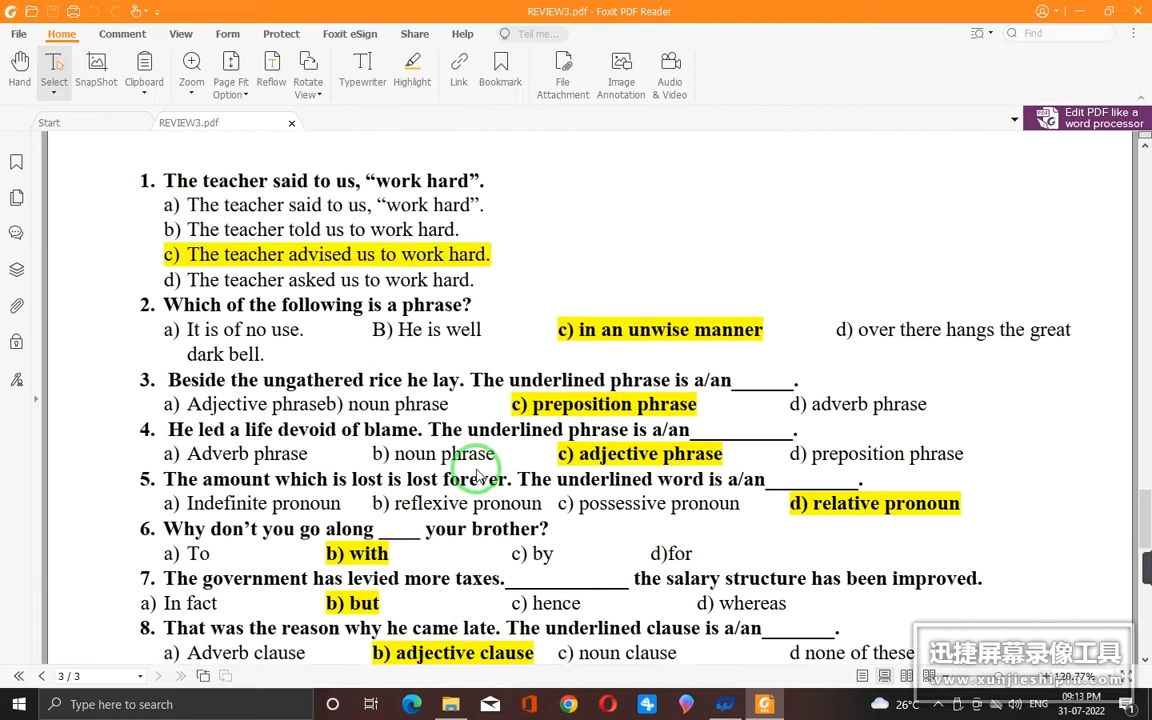 REVIEW3.pdf - Foxit PDF Reader
File Home Comment View Form Protect Foxit eSign Share Help Tell me... Find
Hand Select SnapShot Clipboard Zoom Page Fit Option Reflow Rotate View Typewriter Highlight Link Bookmark File Attachment Image Annotation Audio & Video
Start REVIEW3.pdf Edit PDF like a word processor
1. The teacher said to us, “work hard”.
a) The teacher said to us, “work hard”.
b) The teacher told us to work hard.
c) The teacher advised us to work hard.
d) The teacher asked us to work hard.
2. Which of the following is a phrase?
a) It is of no use. B) He is well c) in an unwise manner d) over there hangs the great
dark bell.
3. Beside the ungathered rice he lay. The underlined phrase is a/an______.
a) Adjective phraseb) noun phrase c) preposition phrase d) adverb phrase
4. He led a life devoid of blame. The underlined phrase is a/an__________.
a) Adverb phrase b) noun phrase c) adjective phrase d) preposition phrase
5. The amount which is lost is lost forever. The underlined word is a/an_________.
a) Indefinite pronoun b) reflexive pronoun c) possessive pronoun d) relative pronoun
6. Why don’t you go along ____ your brother?
a) To b) with c) by d)for
7. The government has levied more taxes.____________ the salary structure has been improved.
a) In fact b) but c) hence d) whereas
8. That was the reason why he came late. The underlined clause is a/an_______.
a) Adverb clause b) adjective clause c) noun clause d none of these
迅捷屏幕录像工具
www.xunjieshipin.com
3 / 3 128.77%
Type here to search 26°C ENG 09:13 PM
31-07-2022